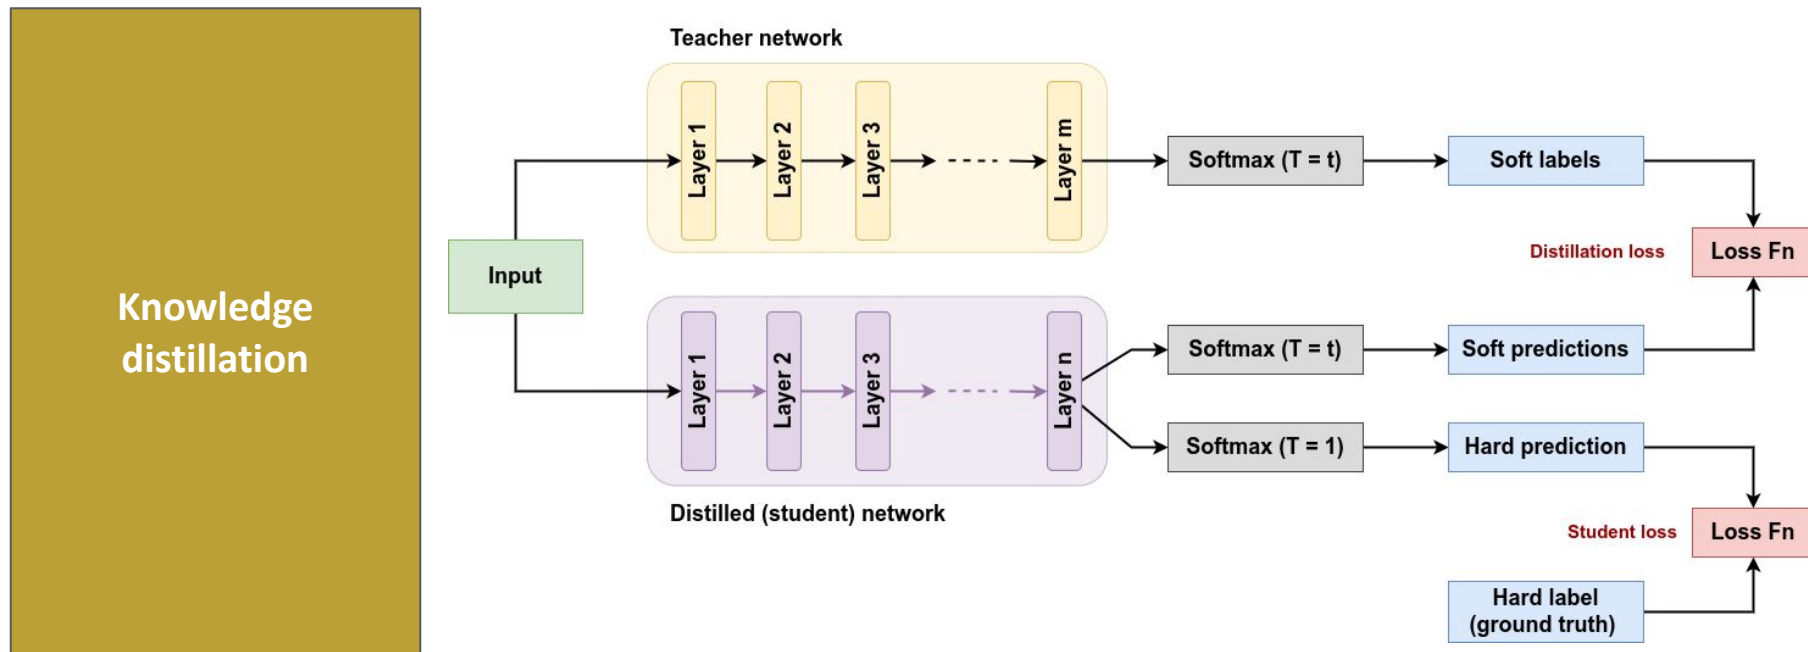 Knowledge
distillation
Teacher network
Layer 1
Layer 2
Layer 3
Layer m
Softmax (T = t)
Soft labels
Input
Distillation loss
Loss Fn
Layer 1
Layer 2
Layer 3
Layer n
Softmax (T = t)
Soft predictions
Softmax (T = 1)
Hard prediction
Distilled (student) network
Student loss
Loss Fn
Hard label
(ground truth)